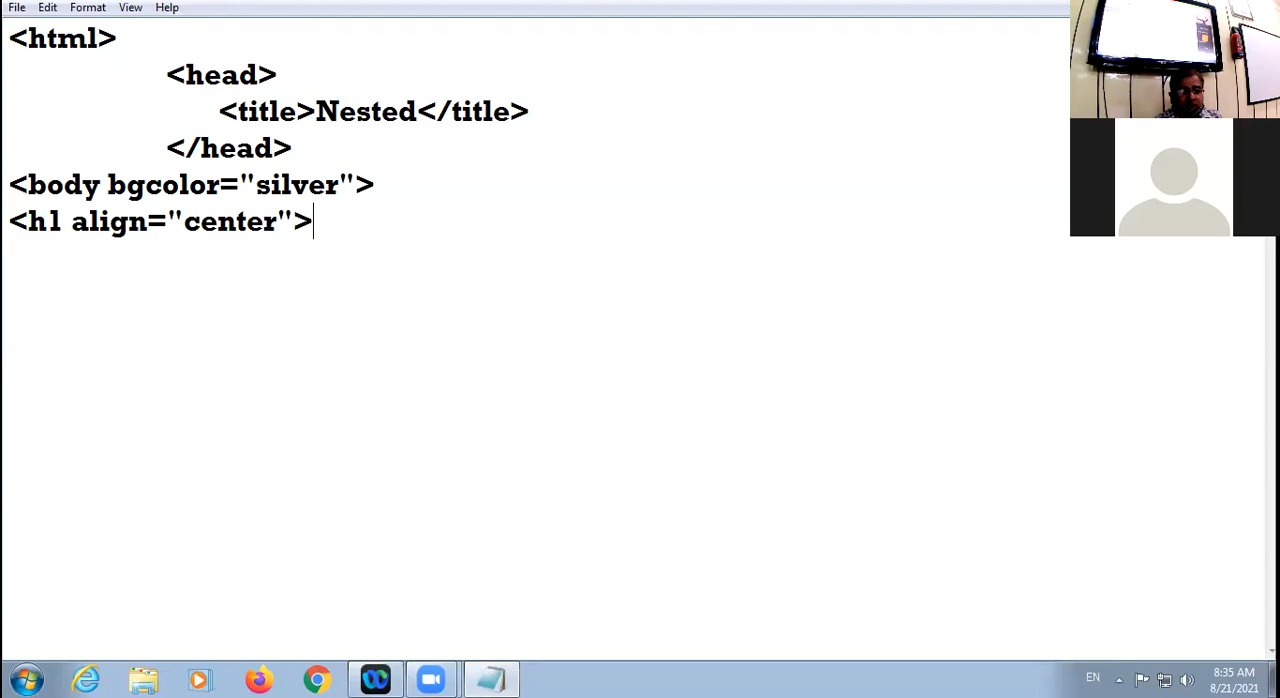 File Edit Format View Help
<html>
<head>
<title>Nested</title>
</head>
<body bgcolor="silver">
<h1 align="center">
EN
8:35 AM
8/21/2021